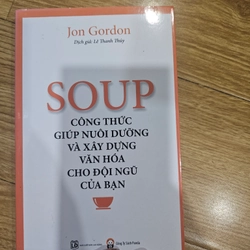 Jon Gordon
Dịch giả: Lê Thanh Thúy
SOUP
CÔNG THỨC
GIÚP NUÔI DƯỠNG
VÀ XÂY DỰNG
VĂN HÓA
CHO ĐỘI NGŨ
CỦA BẠN